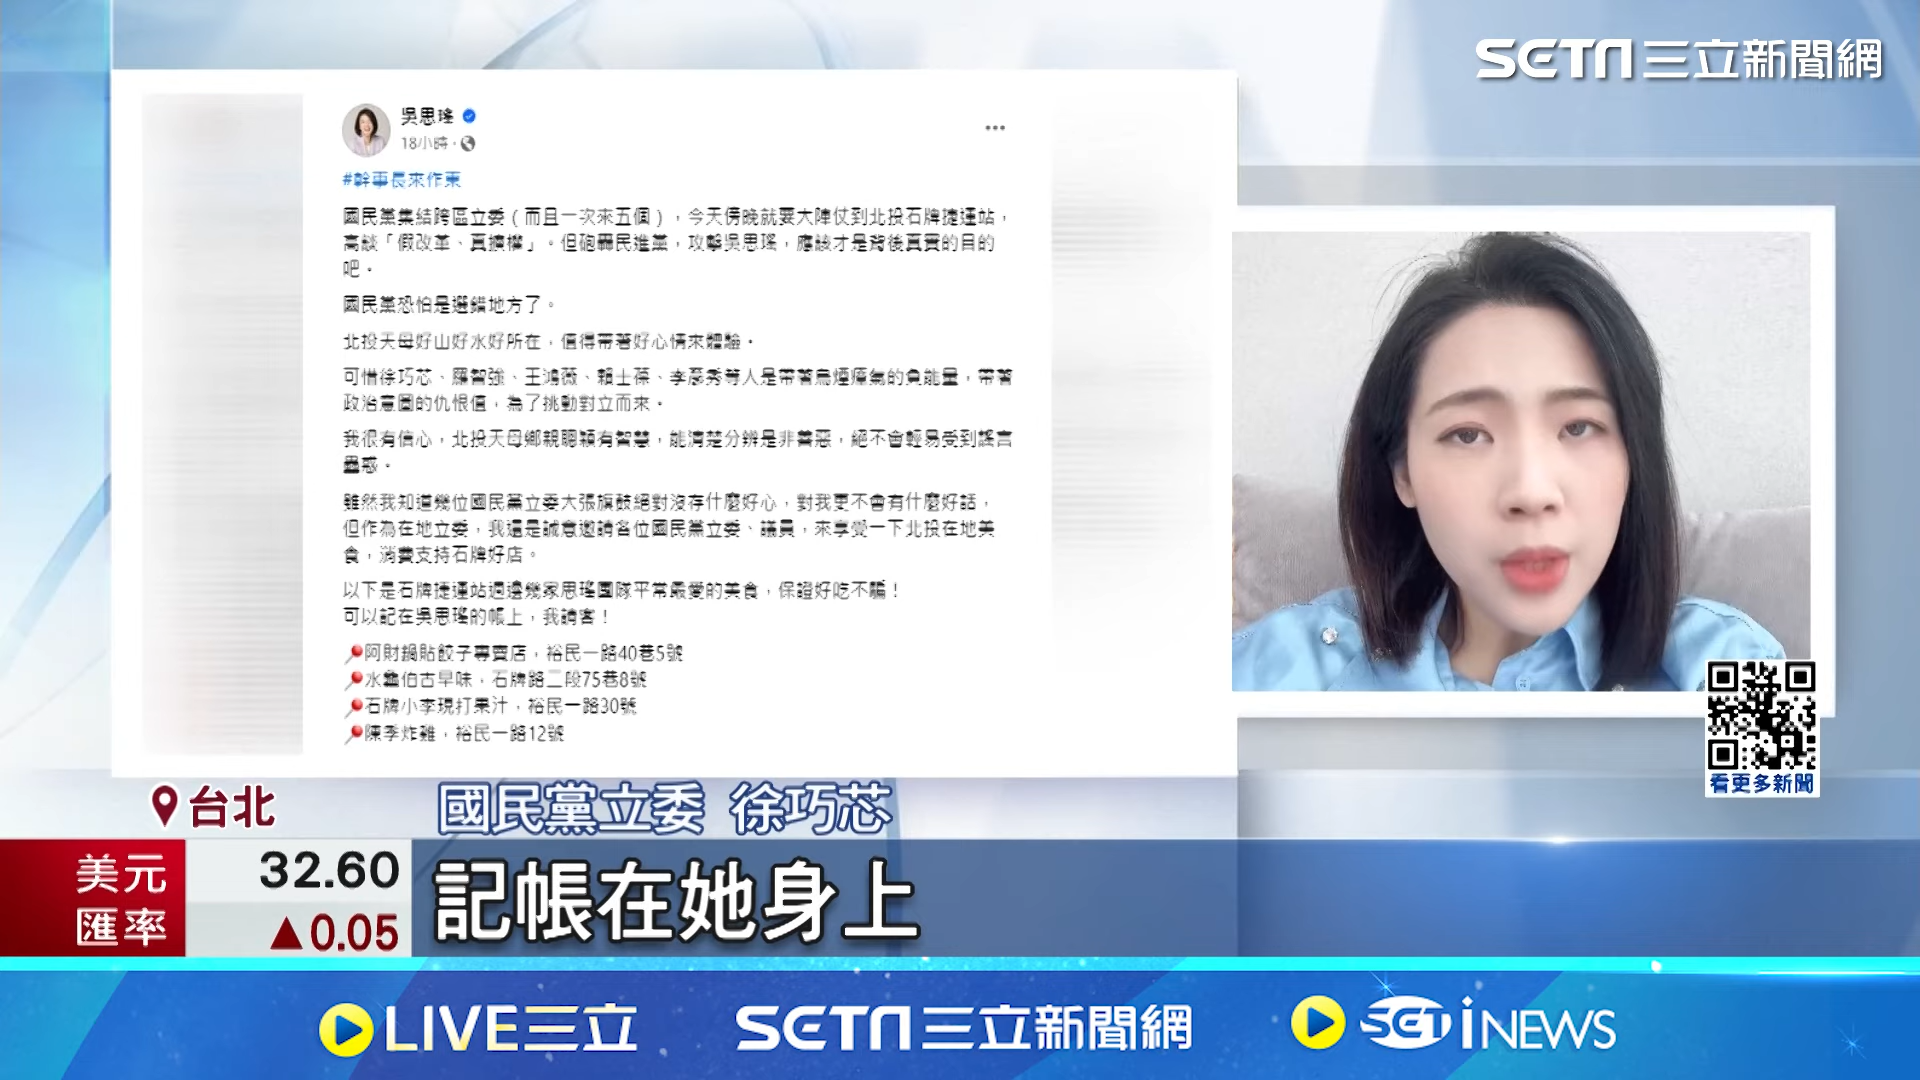 SETN三立新聞網
吳思瑤
18小時
#幹事長來作東
國民黨集結跨區立委（而且一次來五個），今天傍晚就要大陣仗到北投石牌捷運站，
高談「假改革、真擴權」。但砲轟民進黨，攻擊吳思瑤，應該才是背後真實的目的
吧。
國民黨恐怕是選錯地方了。
北投天母好山好水好所在，值得帶著好心情來體驗。
可惜徐巧芯、羅智強、王鴻薇、賴士葆、李彥秀等人是帶著烏煙瘴氣的負能量，帶著
政治意圖的仇恨值，為了挑動對立而來。
我很有信心，北投天母鄉親聰穎有智慧，能清楚分辨是非善惡，絕不會輕易受到謠言
蠱惑。
雖然我知道幾位國民黨立委大張旗鼓絕對沒存什麼好心，對我更不會有什麼好話，
但作為在地立委，我還是誠意邀請各位國民黨立委、議員，來享受一下北投在地美
食，消費支持石牌好店。
以下是石牌捷運站週邊幾家思瑤團隊平常最愛的美食，保證好吃不騙！
可以記在吳思瑤的帳上，我請客！
阿財鍋貼餃子專賣店，裕民一路40巷5號
水龜伯古早味，石牌路二段75巷8號
石牌小李現打果汁，裕民一路30號
陳季炸雞，裕民一路12號
看更多新聞
台北
國民黨立委 徐巧芯
美元
匯率
32.60
▲0.05
記帳在她身上
LIVE三立
SETN三立新聞網
SET iNEWS